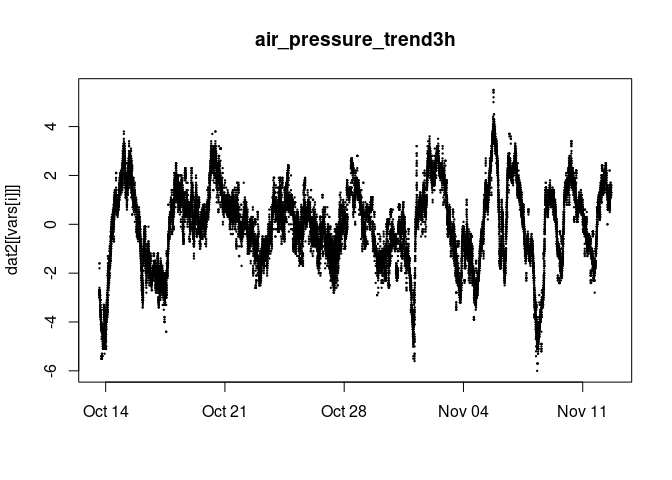 air_pressure_trend3h
dat2[[vars[i]]]
4
2
0
-2
-4
-6
Oct 14
Oct 21
Oct 28
Nov 04
Nov 11